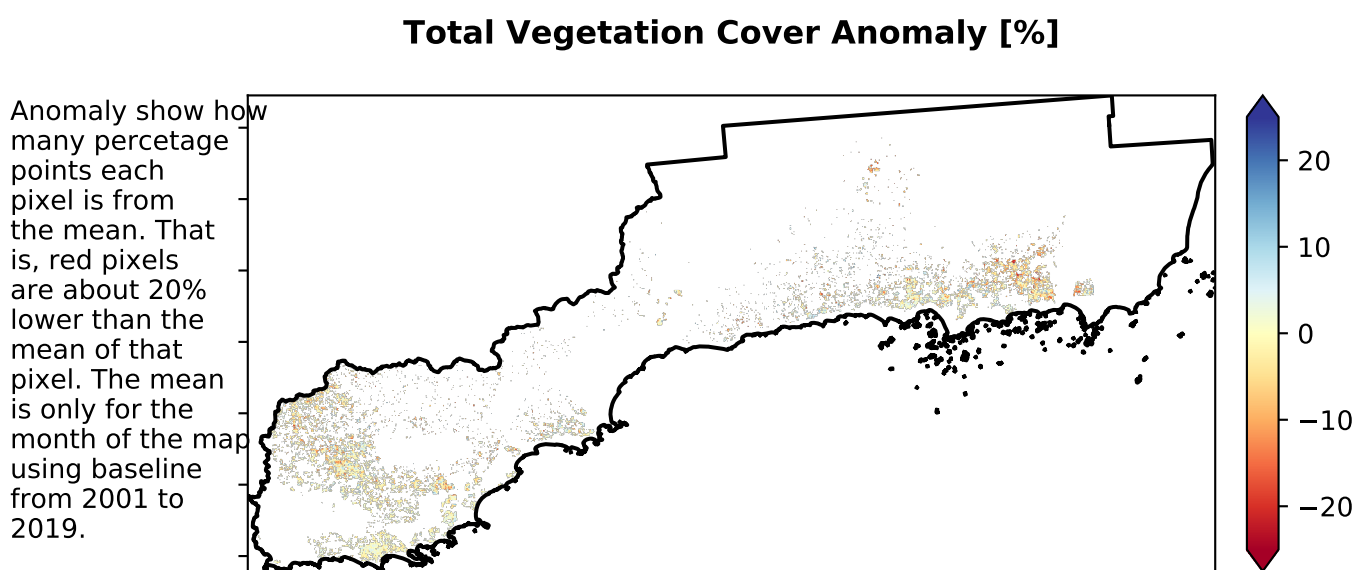 Total Vegetation Cover Anomaly [%]
Anomaly show how
many percetage
points each
pixel is from
the mean. That
is, red pixels
are about 20%
lower than the
mean of that
pixel. The mean
is only for the
month of the map
using baseline
from 2001 to
2019.
20
10
0
−10
−20